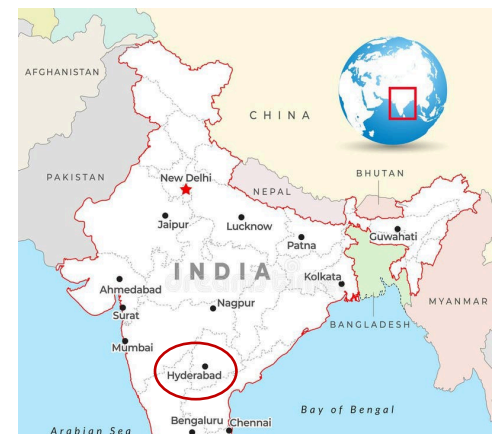 AFGHANISTAN
CHINA
PAKISTAN
New Delhi
BHUTAN
NEPAL
Jaipur
Lucknow
Guwahati
Patna
INDIA
Ahmedabad
Kolkata
Nagpur
MYANMAR
Surat
BANGLADESH
Mumbai
Hyderabad
Bay of Bengal
Bengaluru
Chennai
Arabian Sea